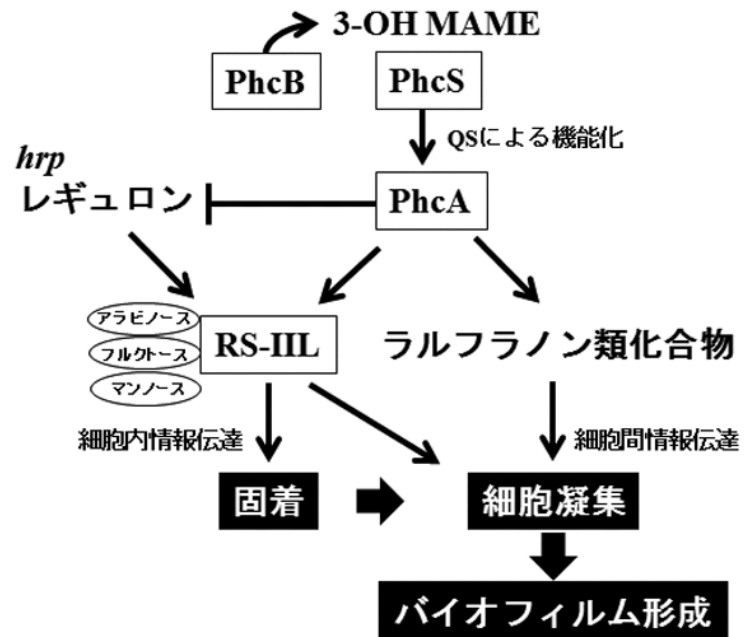 3-OH MAME
PhcB
PhcS
QSによる機能化
hrp
レギュロン
PhcA
アラビノース
フルクトース
マンノース
RS-IIL
ラルフラノン類化合物
細胞内情報伝達
細胞間情報伝達
固着
細胞凝集
バイオフィルム形成